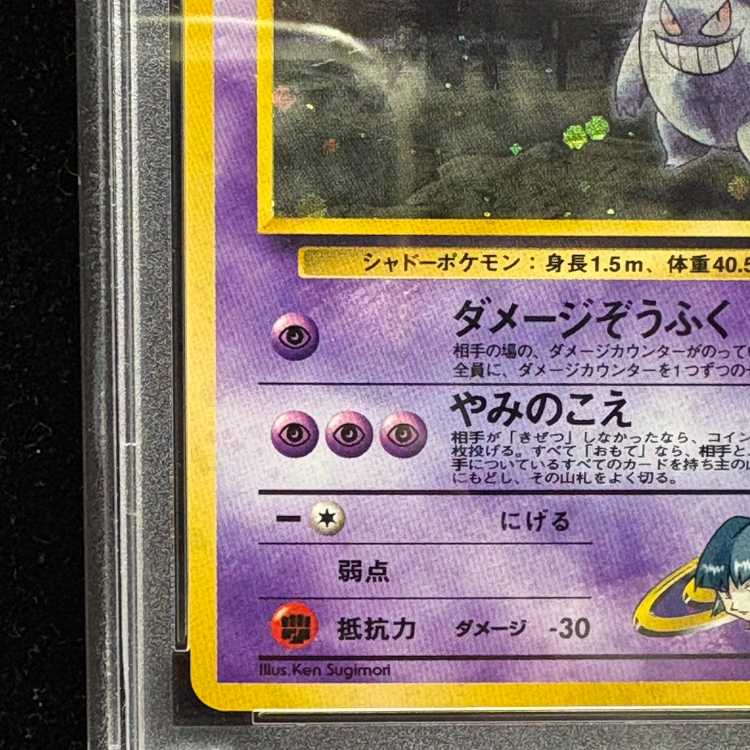 シャドーポケモン：身長1.5m、体重40.5
ダメージぞうふく
相手の場の、ダメージカウンターがのってい
全員に、ダメージカウンターを1つずつの
やみのこえ
相手が「きぜつ」しなかったなら、コイン
枚投げる。すべて「おもて」なら、相手と、
手についているすべてのカードを持ち主の山
にもどし、その山札をよく切る。
にげる
弱点
抵抗力 ダメージ -30
Illus.Ken Sugimori